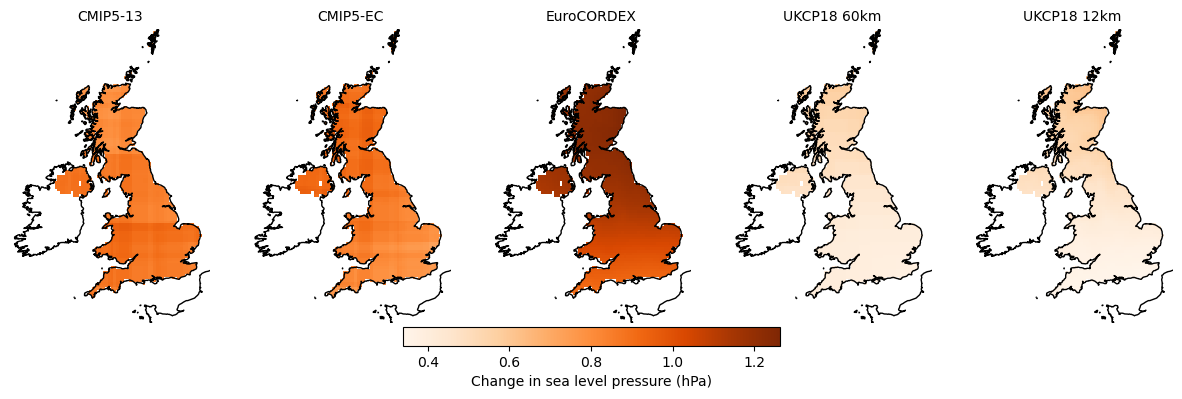 CMIP5-13
CMIP5-EC
EuroCORDEX
UKCP18 60km
UKCP18 12km
0.4
0.6
0.8
1.0
1.2
Change in sea level pressure (hPa)